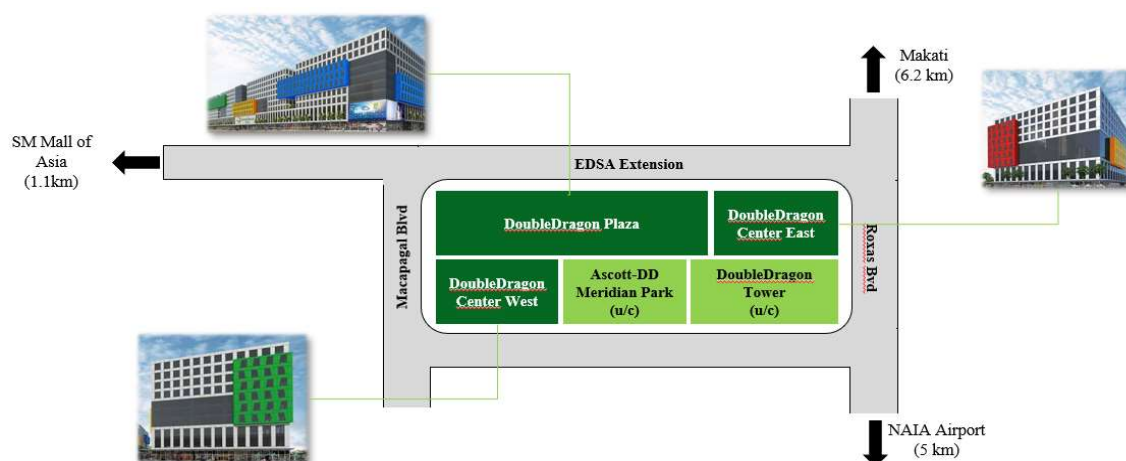 Makati
(6.2 km)
SM Mall of
Asia
(1.1km)
EDSA Extension
Macapagal Blvd
DoubleDragon Plaza
DoubleDragon
Center East
Roxas Bvd
DoubleDragon
Center West
Ascott-DD
Meridian Park
(u/c)
DoubleDragon
Tower
(u/c)
NAIA Airport
(5 km)